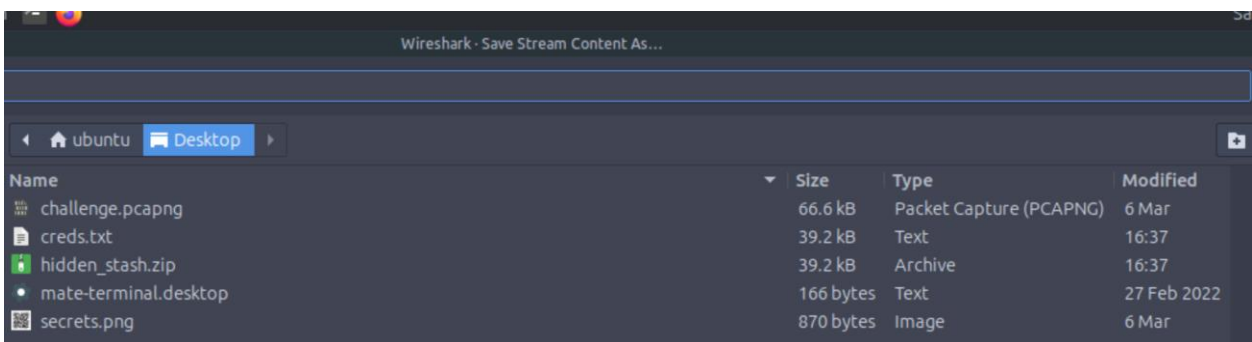 Wireshark · Save Stream Content As...
ubuntu Desktop
Name Size Type Modified
challenge.pcapng 66.6 kB Packet Capture (PCAPNG) 6 Mar
creds.txt 39.2 kB Text 16:37
hidden_stash.zip 39.2 kB Archive 16:37
mate-terminal.desktop 166 bytes Text 27 Feb 2022
secrets.png 870 bytes Image 6 Mar